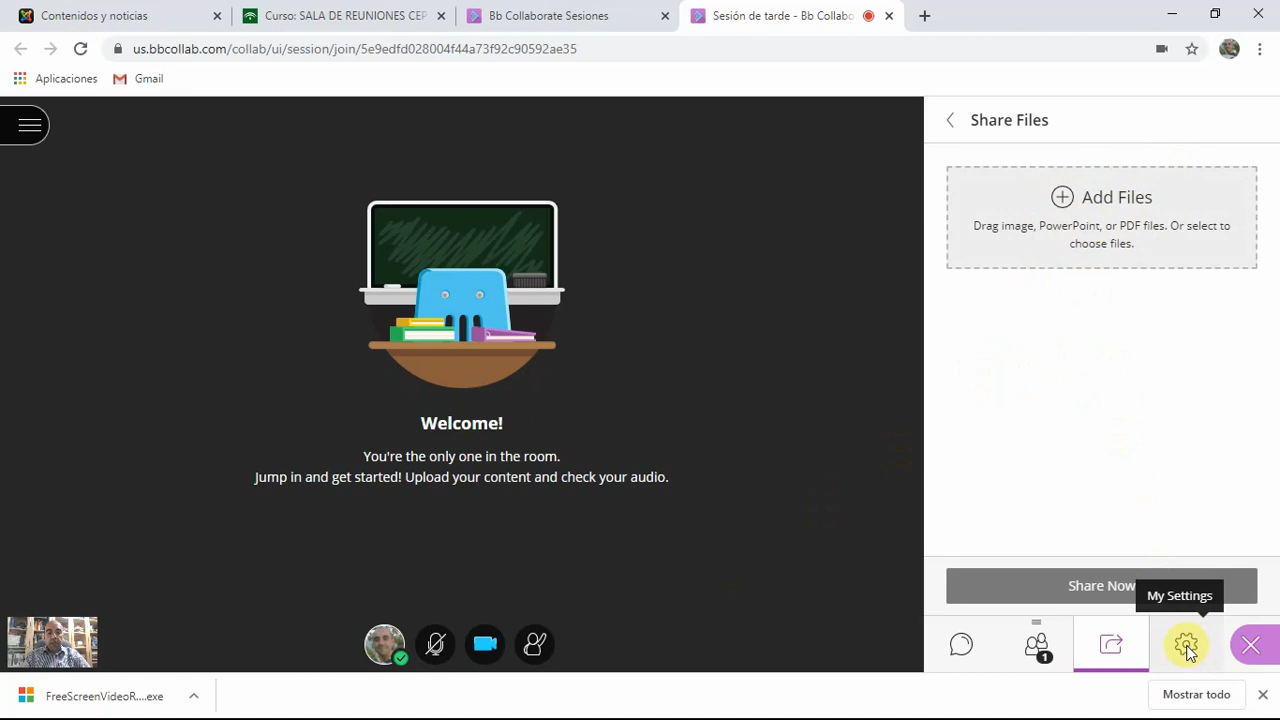 Contenidos y noticias
Curso: SALA DE REUNIONES CEP
Bb Collaborate Sesiones
Sesión de tarde - Bb Collabo
us.bbcollab.com/collab/ui/session/join/5e9edfd028004f44a73f92c90592ae35
Aplicaciones
Gmail
Share Files
Add Files
Drag image, PowerPoint, or PDF files. Or select to
choose files.
Welcome!
You're the only one in the room.
Jump in and get started! Upload your content and check your audio.
Share Now
My Settings
1
FreeScreenVideoR....exe
Mostrar todo